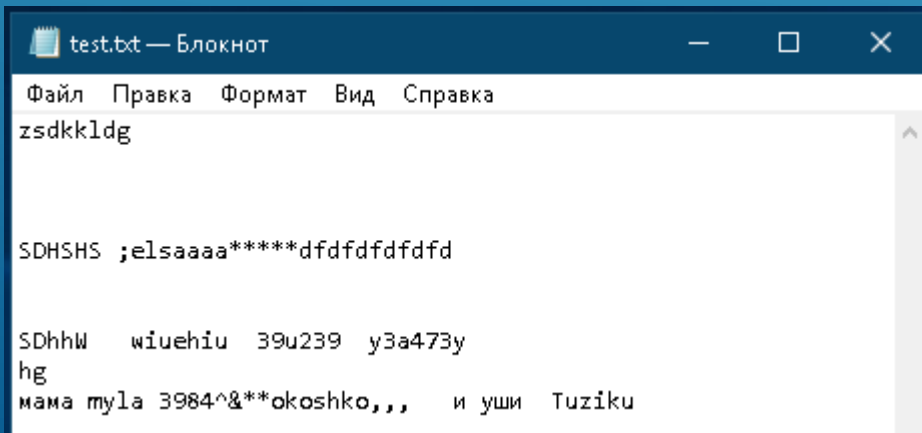 test.txt — Блокнот
Файл Правка Формат Вид Справка
zsdkkldg
SDHSHS ;elsaaaa*****dfdfdfdfdfd
SDhhW   wiuehiu  39u239  y3a473y
hg
мама myla 3984^&**okoshko,,,   и уши  Tuziku